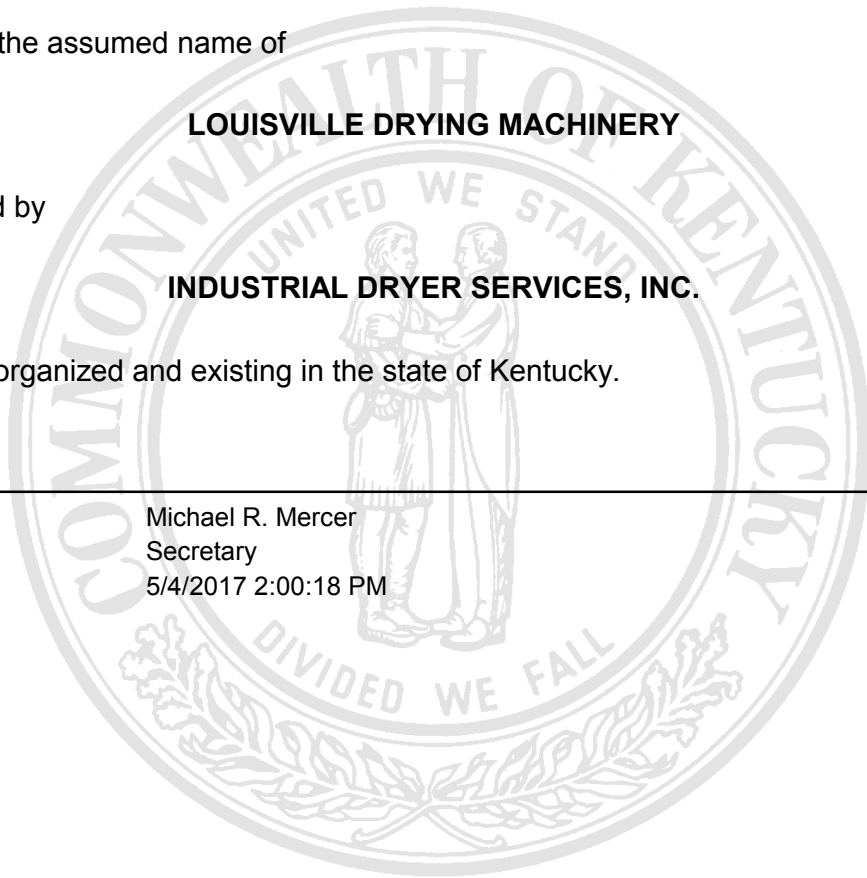 the assumed name of
LOUISVILLE DRYING MACHINERY
d by
INDUSTRIAL DRYER SERVICES, INC.
organized and existing in the state of Kentucky.
Michael R. Mercer
Secretary
5/4/2017 2:00:18 PM
COMMONWEALTH OF KENTUCKY
UNITED WE STAND
DIVIDED WE FALL